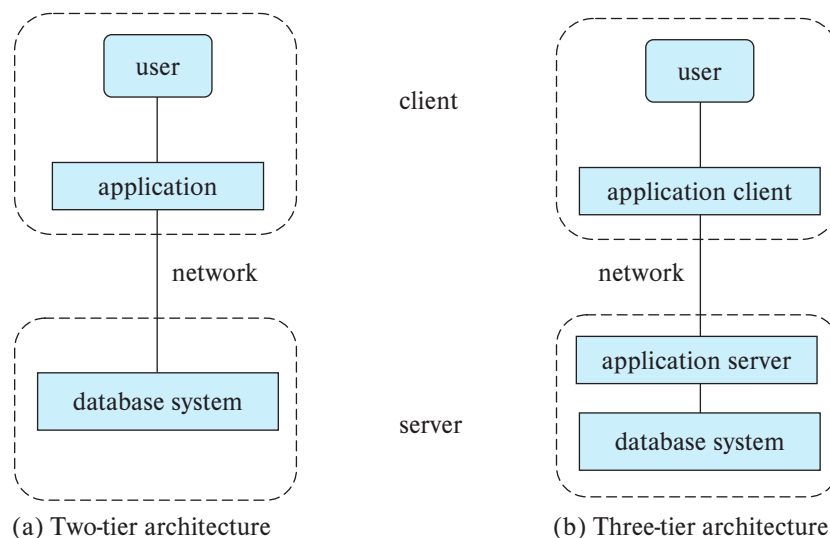 user
application
network
database system
(a) Two-tier architecture
client
server
user
application client
network
application server
database system
(b) Three-tier architecture